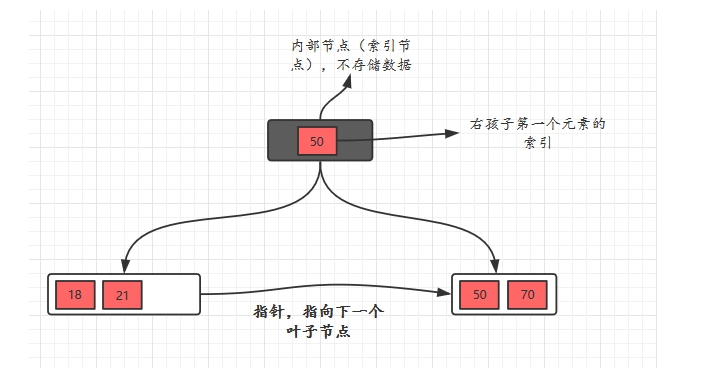 内部节点（索引节
点），不存储数据
50
右孩子第一个元素的
索引
18 21
50 70
指针，指向下一个
叶子节点